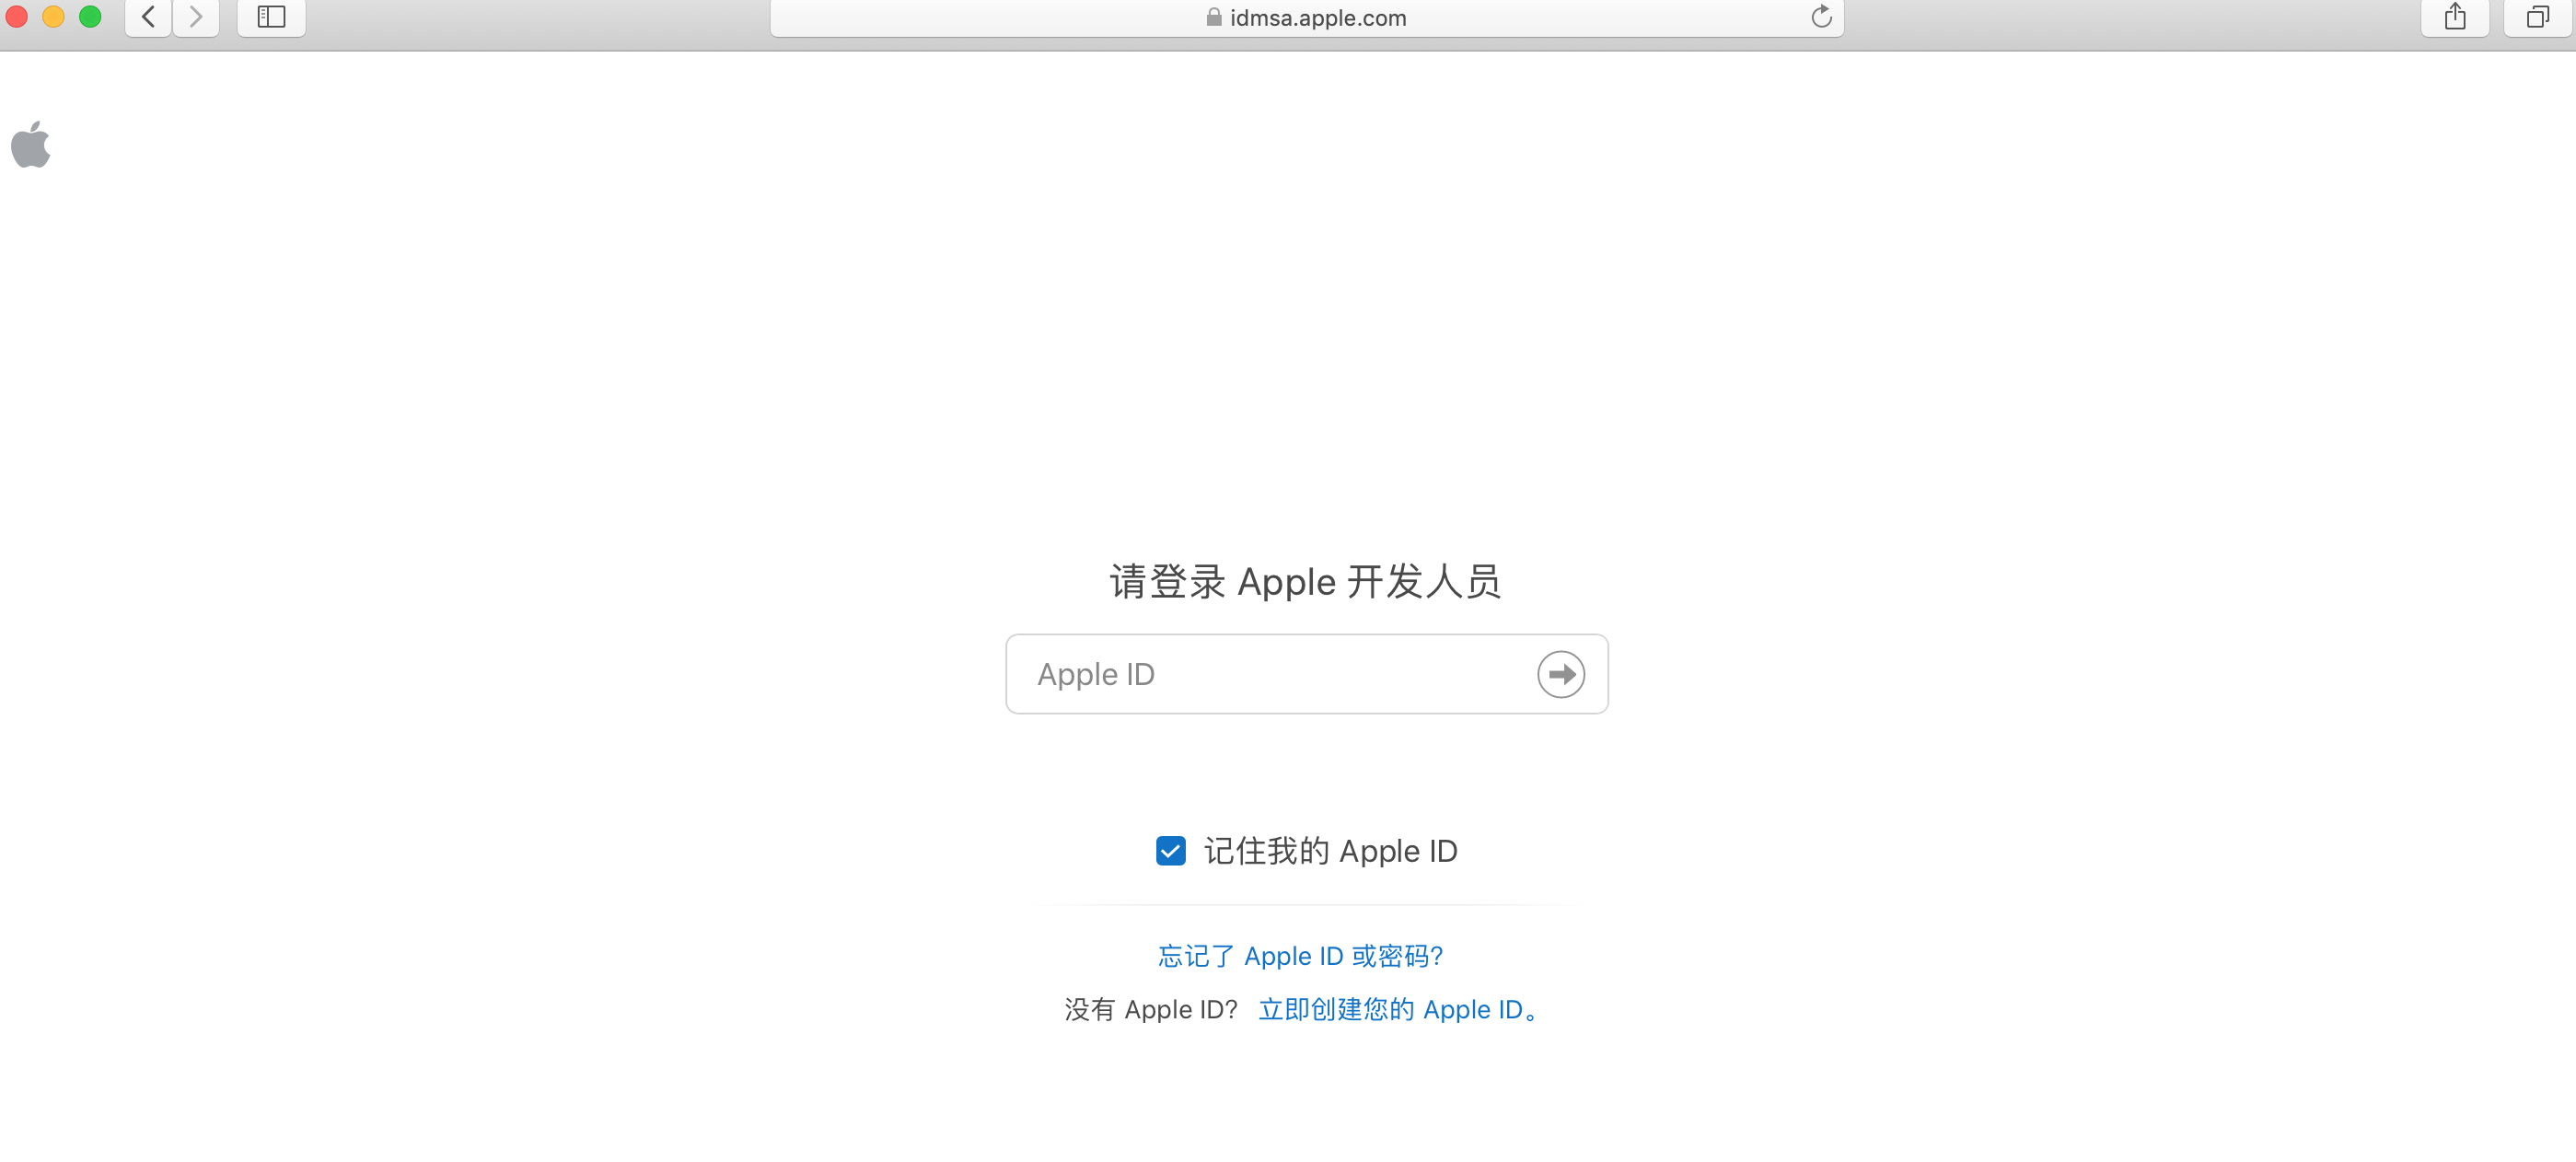 idmsa.apple.com
请登录 Apple 开发人员
Apple ID
记住我的 Apple ID
忘记了 Apple ID 或密码?
没有 Apple ID? 立即创建您的 Apple ID。